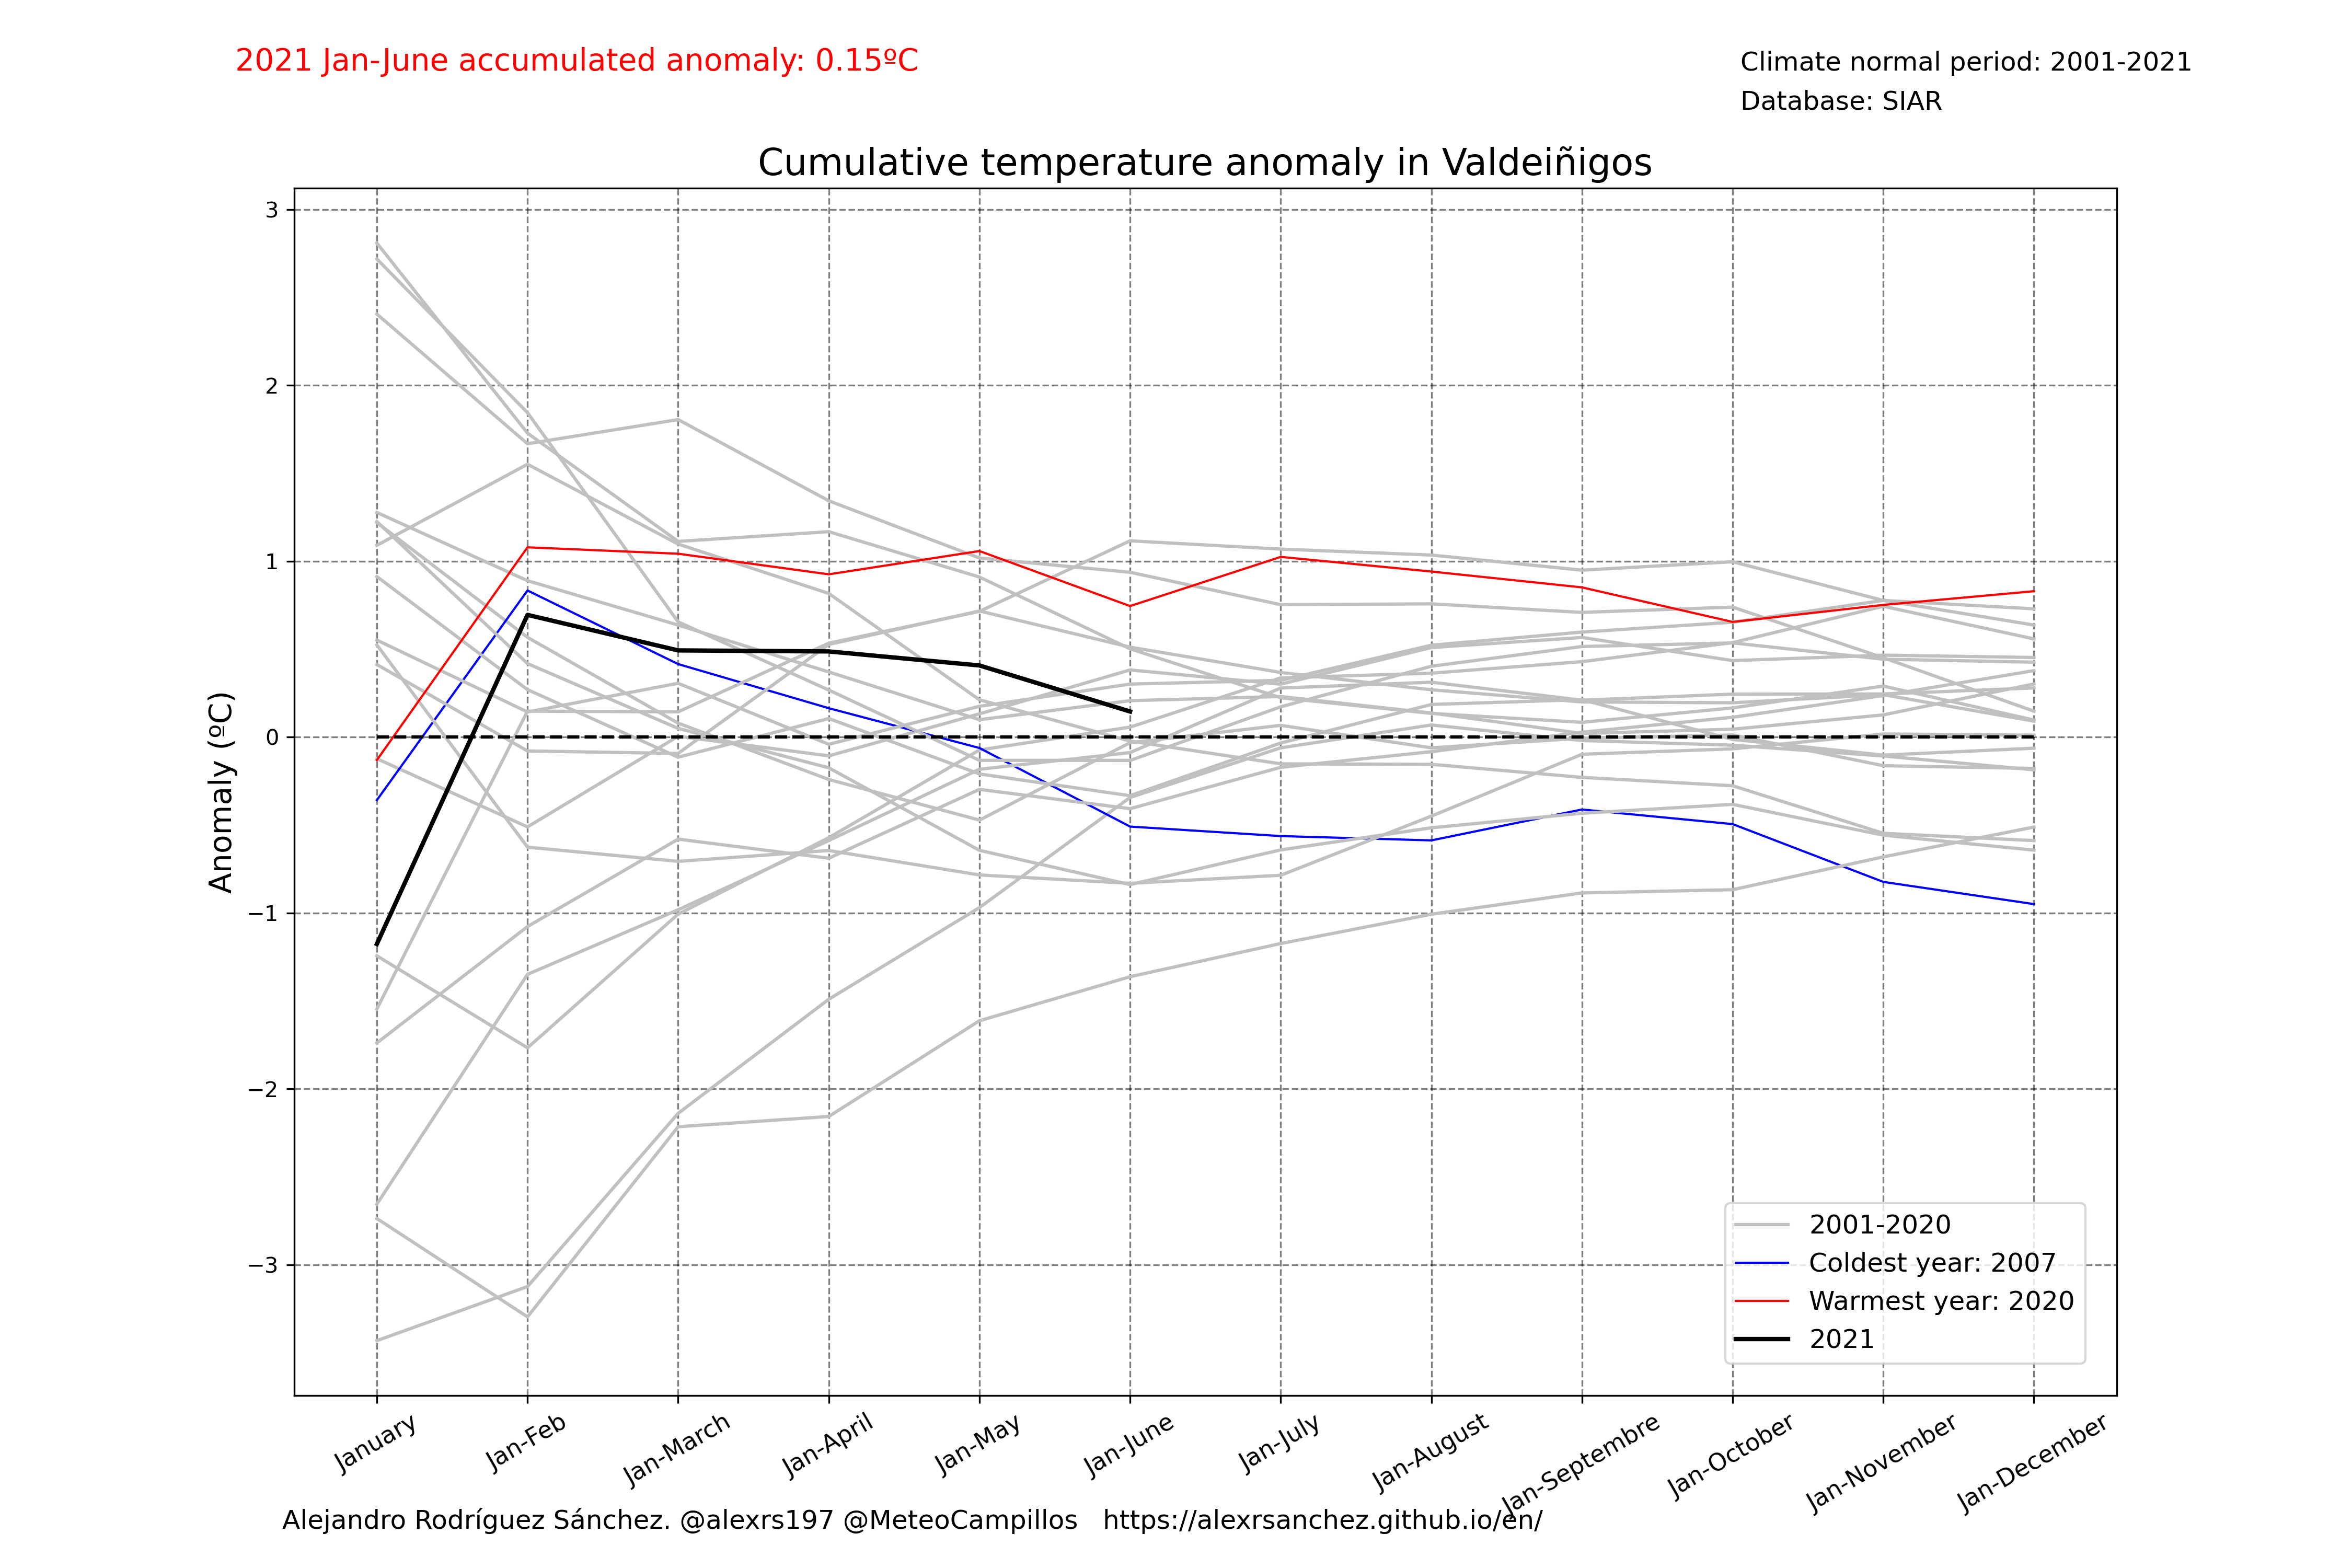 2021 Jan-June accumulated anomaly: 0.15ºC
Climate normal period: 2001-2021
Database: SIAR
Cumulative temperature anomaly in Valdeiñigos
Anomaly (ºC)
3
2
1
0
−1
−2
−3
2001-2020
Coldest year: 2007
Warmest year: 2020
2021
January
Jan-Feb
Jan-March
Jan-April
Jan-May
Jan-June
Jan-July
Jan-August
Jan-Septembre
Jan-October
Jan-November
Jan-December
Alejandro Rodríguez Sánchez. @alexrs197 @MeteoCampillos   https://alexrsanchez.github.io/en/